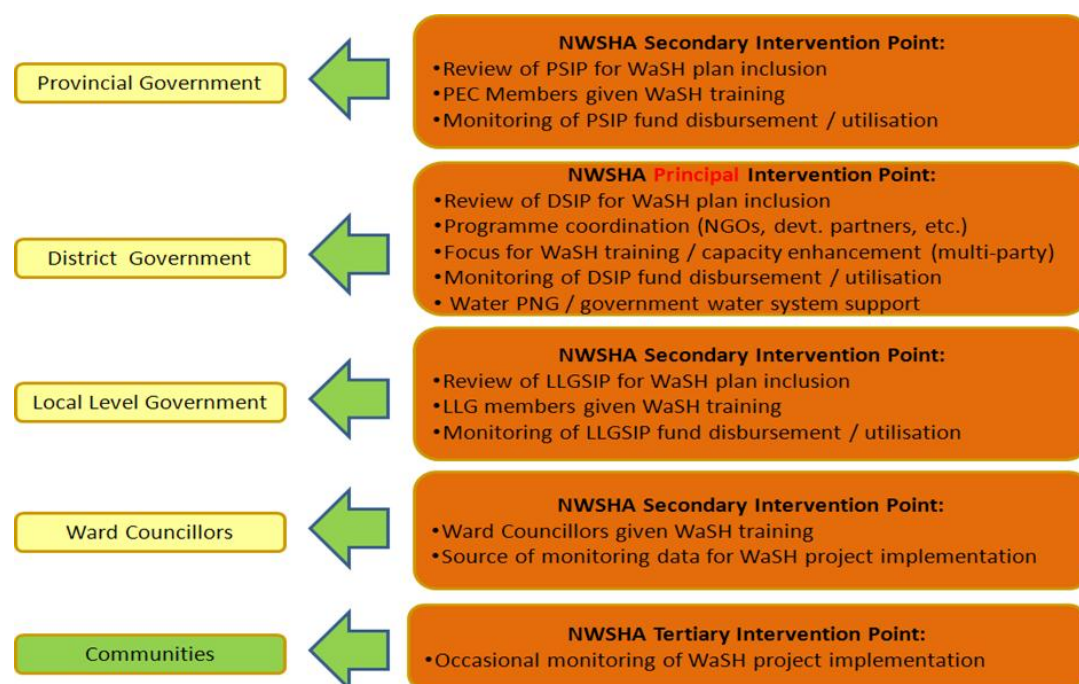 Provincial Government
NWSHA Secondary Intervention Point:
•Review of PSIP for WaSH plan inclusion
•PEC Members given WaSH training
•Monitoring of PSIP fund disbursement / utilisation
District Government
NWSHA Principal Intervention Point:
•Review of DSIP for WaSH plan inclusion
•Programme coordination (NGOs, devt. partners, etc.)
•Focus for WaSH training / capacity enhancement (multi-party)
•Monitoring of DSIP fund disbursement / utilisation
• Water PNG / government water system support
Local Level Government
NWSHA Secondary Intervention Point:
•Review of LLGSIP for WaSH plan inclusion
•LLG members given WaSH training
•Monitoring of LLGSIP fund disbursement / utilisation
Ward Councillors
NWSHA Secondary Intervention Point:
•Ward Councillors given WaSH training
•Source of monitoring data for WaSH project implementation
Communities
NWSHA Tertiary Intervention Point:
•Occasional monitoring of WaSH project implementation